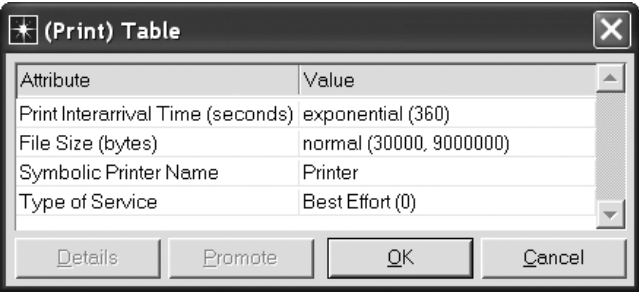 (Print) Table
Attribute Value
Print Interarrival Time (seconds) exponential (360)
File Size (bytes) normal (30000, 9000000)
Symbolic Printer Name Printer
Type of Service Best Effort (0)
Details Promote OK Cancel